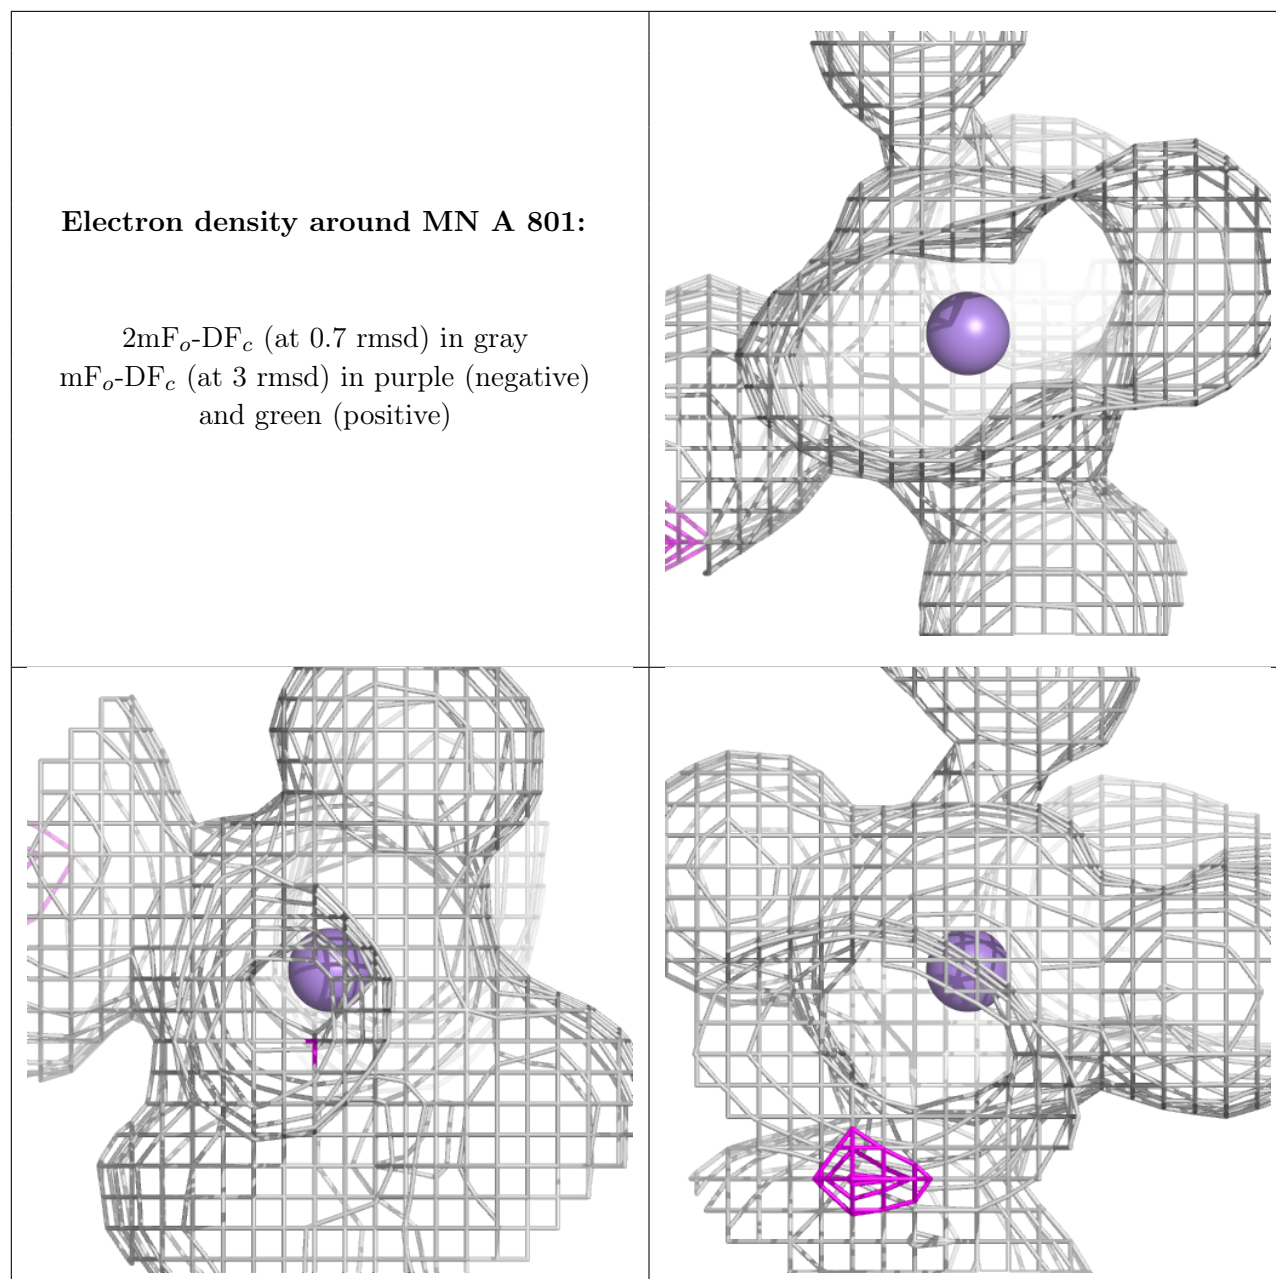 Electron density around MN A 801:
2mFo-DFc (at 0.7 rmsd) in gray
mFo-DFc (at 3 rmsd) in purple (negative)
and green (positive)